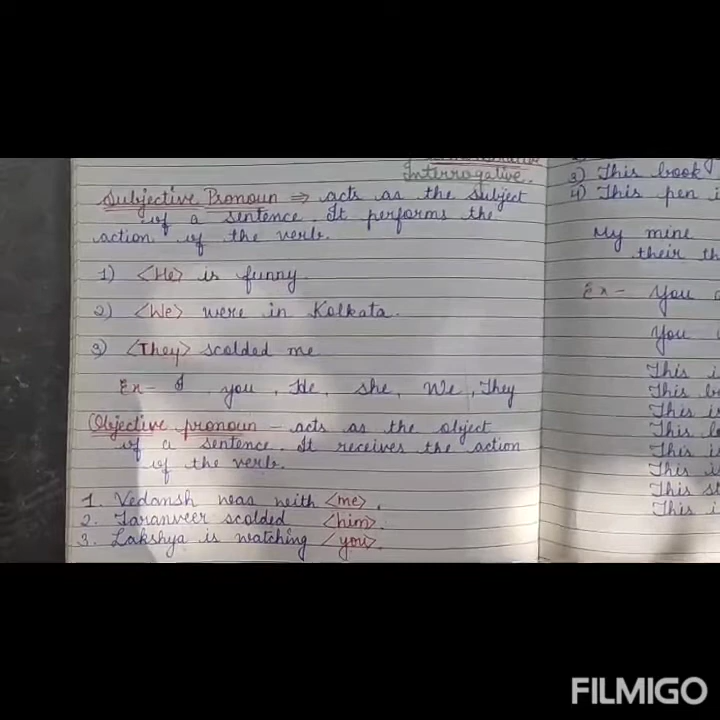 Interrogative.
Subjective Pronoun ⇒ acts as the subject
of a sentence. It performs the
action of the verb.
1) <He> is funny.
2) <We> were in Kolkata.
3) <They> scolded me
Ex- I you, He, she, We, They
Objective pronoun - acts as the object
of a sentence. It receives the action
of the verb.
1. Vedansh was with <me>.
2. Taranveer scolded <him>.
3. Lakshya is watching <you>.
3) This book
4) This pen
My mine
their
Ex- You
You
This
This
This
This
This
This
This
This
FILMIGO